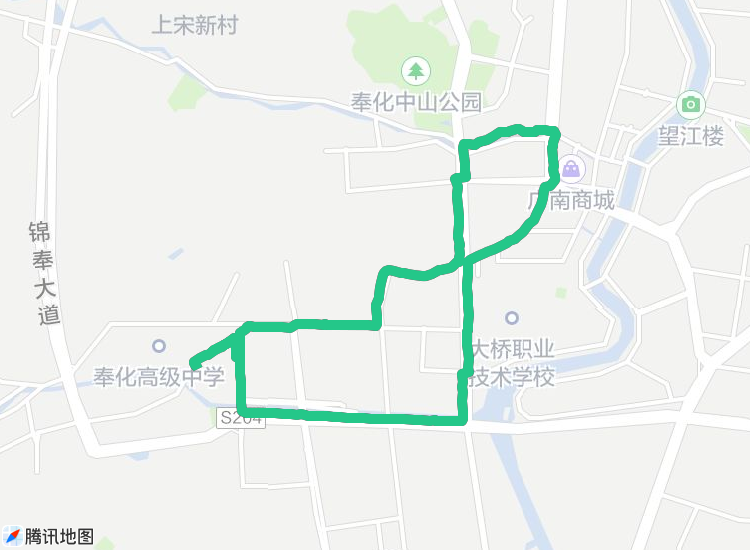 上宋新村
奉化中山公园
望江楼
广南商城
锦奉大道
大桥职业
技术学校
奉化高级中学
S204
腾讯地图